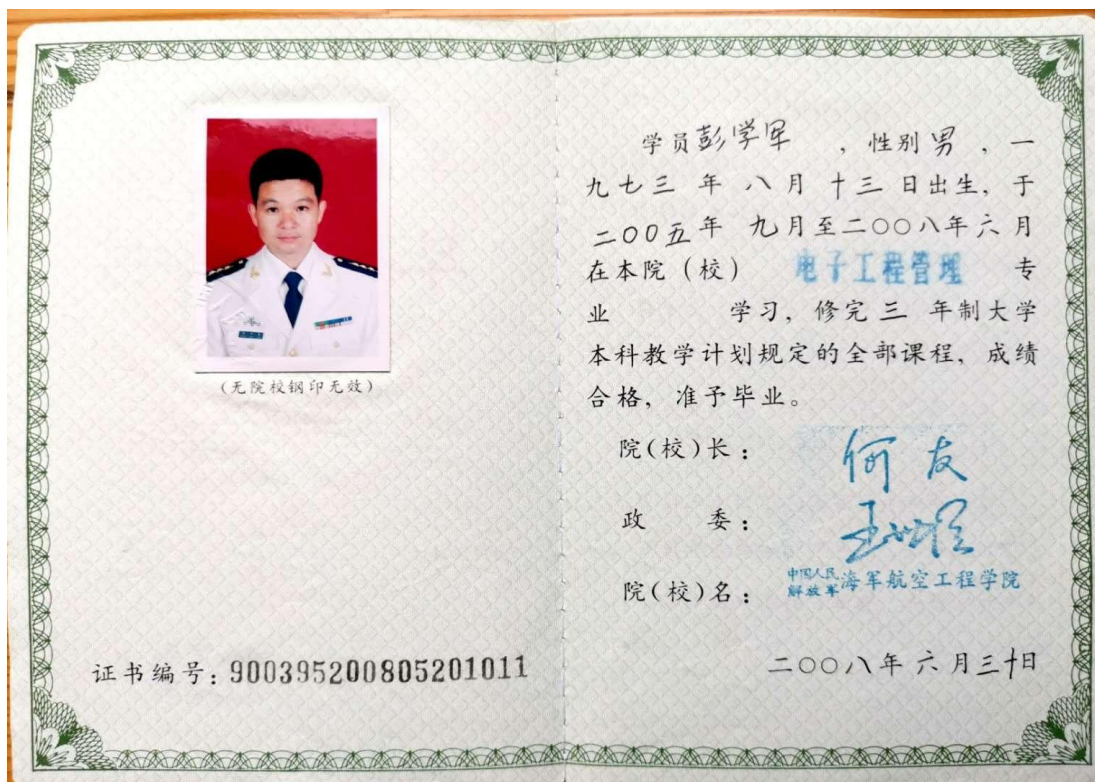 (无院校钢印无效)
证书编号：900395200805201011
学员彭学军，性别男，一
九七三年八月十三日出生，于
二〇〇五年九月至二〇〇八年六月
在本院（校）电子工程管理专
业学习，修完三年制大学
本科教学计划规定的全部课程，成绩
合格，准予毕业。
院(校)长：何友
政委：
院(校)名：中国人民解放军海军航空工程学院
二〇〇八年六月三十日